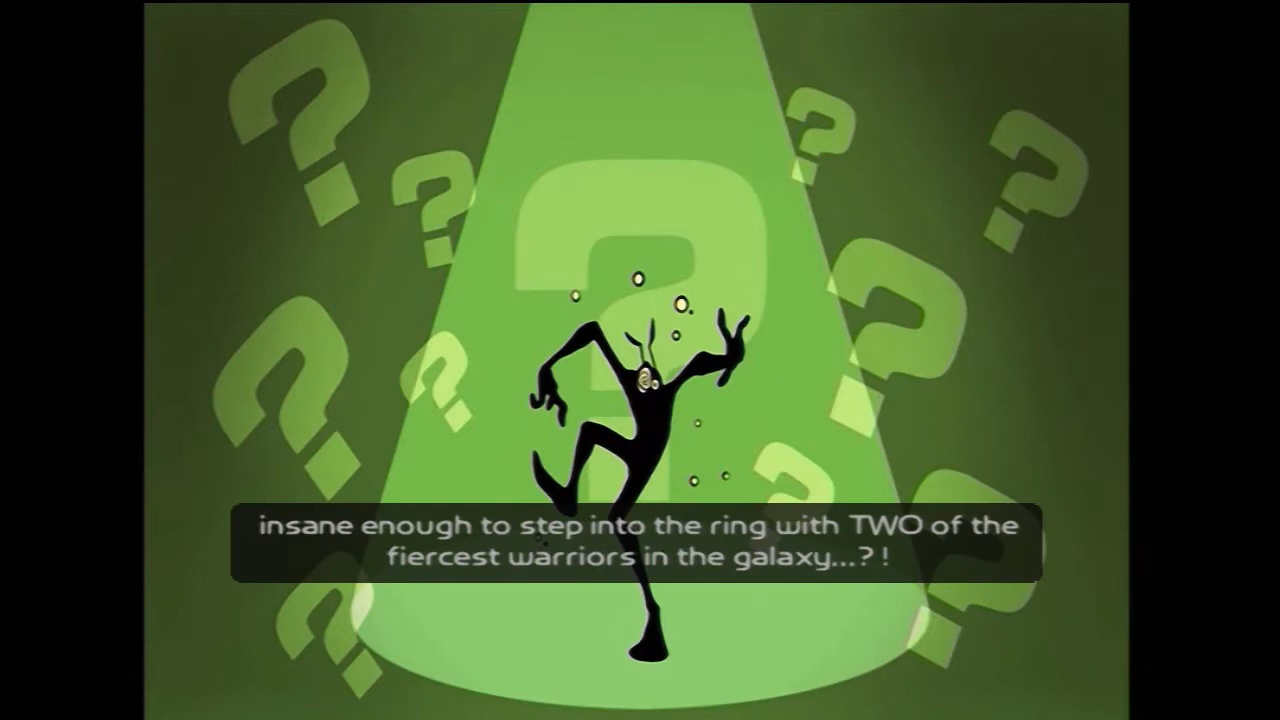 insane enough to step into the ring with TWO of the
fiercest warriors in the galaxy...?!